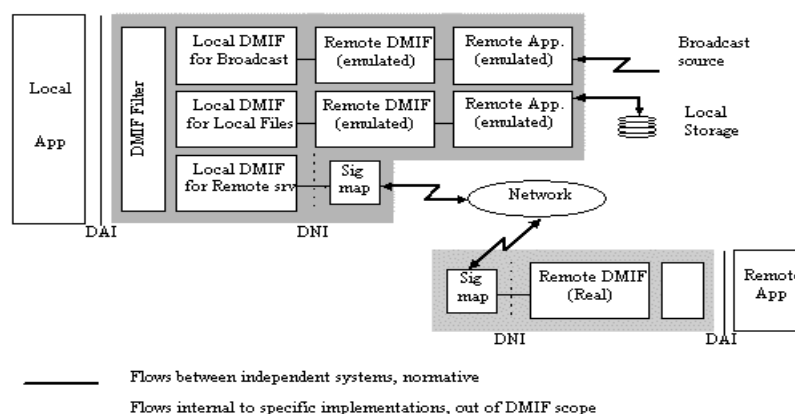 Local
App
DMIF Filter
Local DMIF
for Broadcast
Remote DMIF
(emulated)
Remote App.
(emulated)
Broadcast
source
Local DMIF
for Local Files
Remote DMIF
(emulated)
Remote App.
(emulated)
Local
Storage
Local DMIF
for Remote srv
Sig
map
Network
DAI
DNI
Sig
map
Remote DMIF
(Real)
Remote
App
DNI
DAI
Flows between independent systems, normative
Flows internal to specific implementations, out of DMIF scope